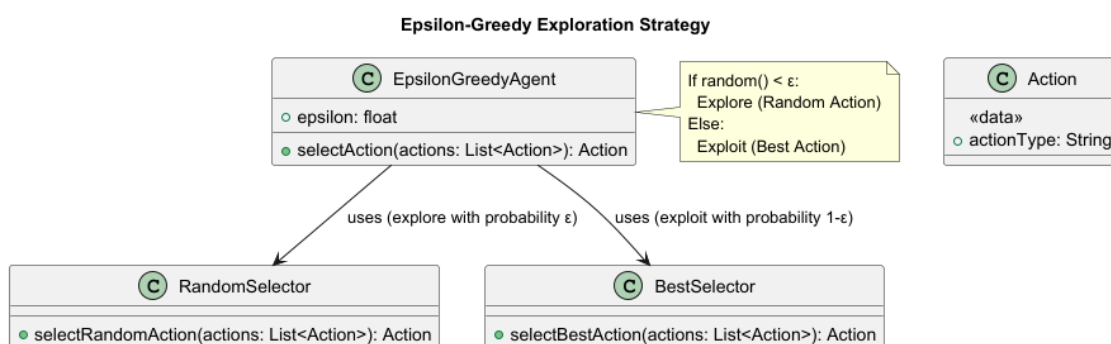 Epsilon-Greedy Exploration Strategy
C EpsilonGreedyAgent
epsilon: float
selectAction(actions: List<Action>): Action
If random() < ε:
Explore (Random Action)
Else:
Exploit (Best Action)
C Action
«data»
actionType: String
uses (explore with probability ε)
uses (exploit with probability 1-ε)
C RandomSelector
selectRandomAction(actions: List<Action>): Action
C BestSelector
selectBestAction(actions: List<Action>): Action